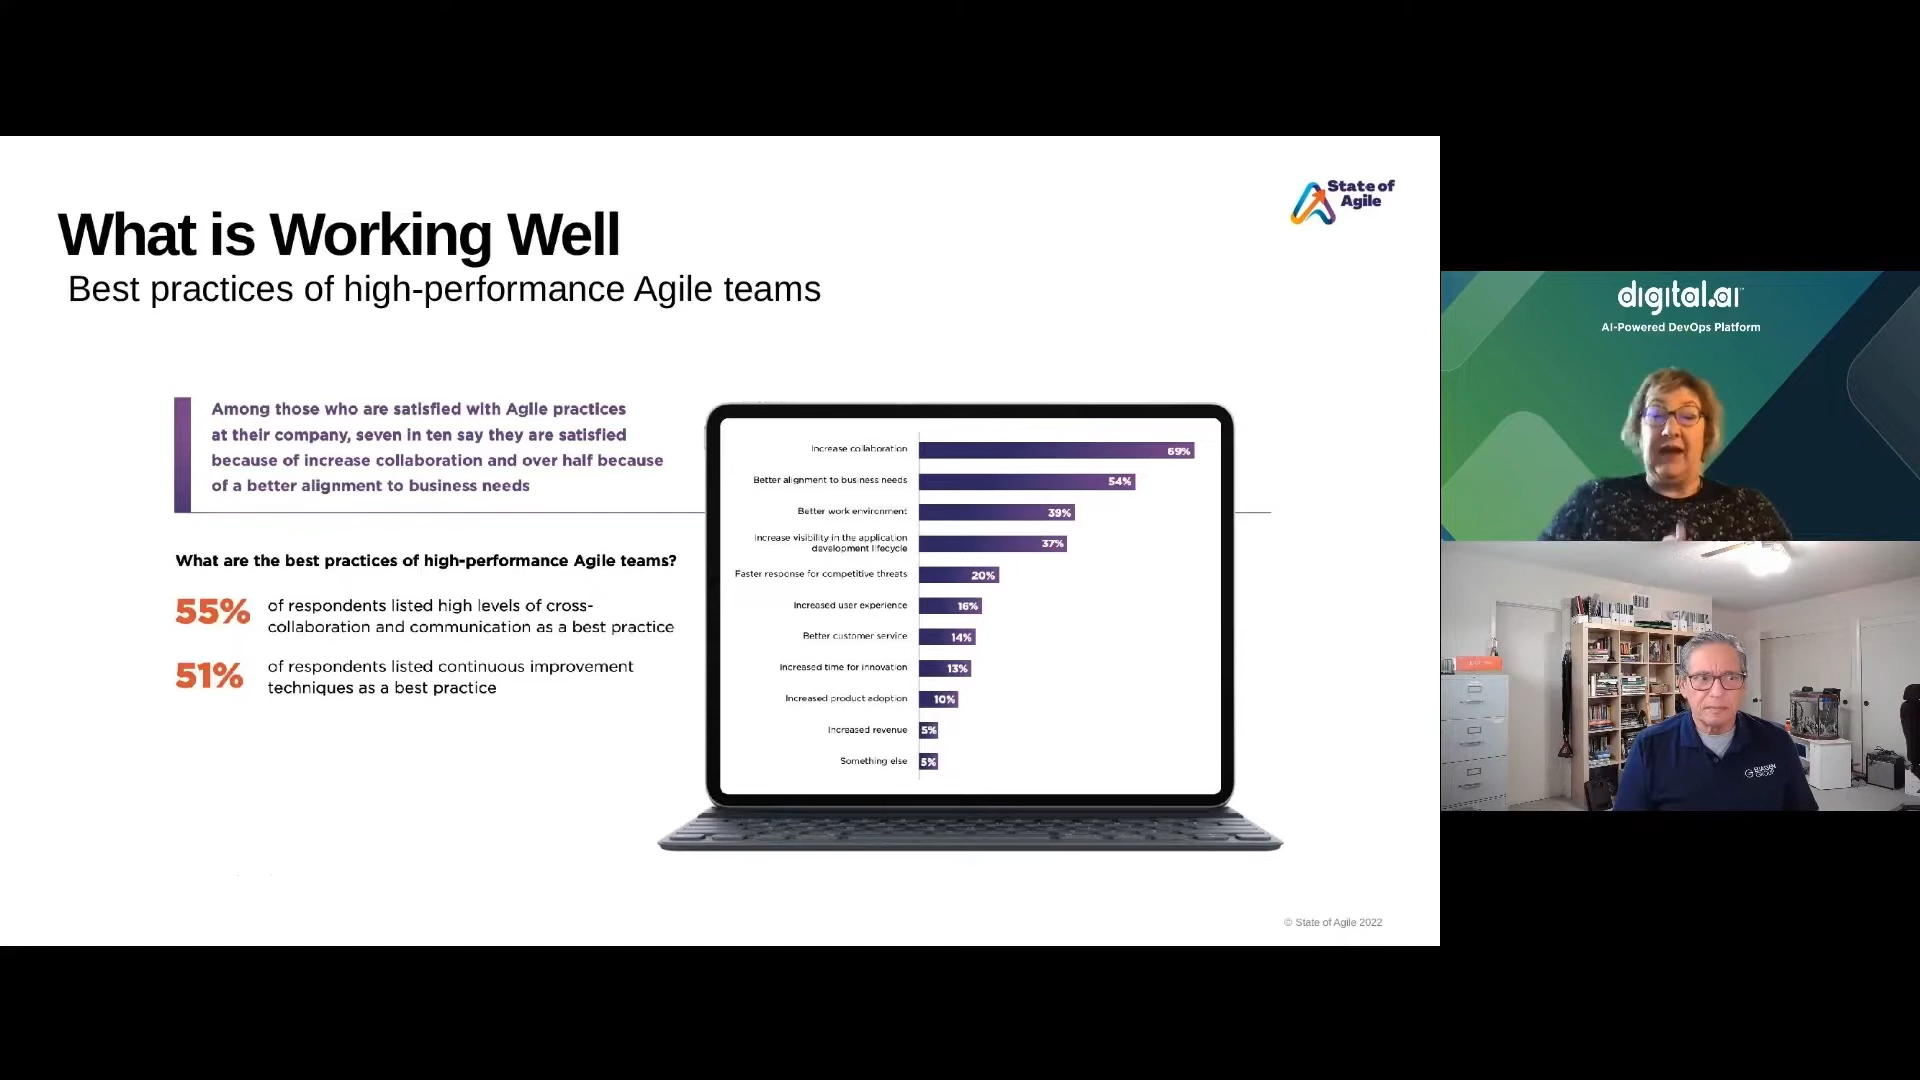 What is Working Well
Best practices of high-performance Agile teams
State of
Agile
Among those who are satisfied with Agile practices
at their company, seven in ten say they are satisfied
because of increase collaboration and over half because
of a better alignment to business needs
What are the best practices of high-performance Agile teams?
55%
of respondents listed high levels of cross-
collaboration and communication as a best practice
51%
of respondents listed continuous improvement
techniques as a best practice
Increase collaboration 69%
Better alignment to business needs 54%
Better work environment 39%
Increase visibility in the application
development lifecycle 37%
Faster response for competitive threats 20%
Increased user experience 16%
Better customer service 14%
Increased time for innovation 13%
Increased product adoption 10%
Increased revenue 5%
Something else 5%
© State of Agile 2022
digital.ai
AI-Powered DevOps Platform
GROUP